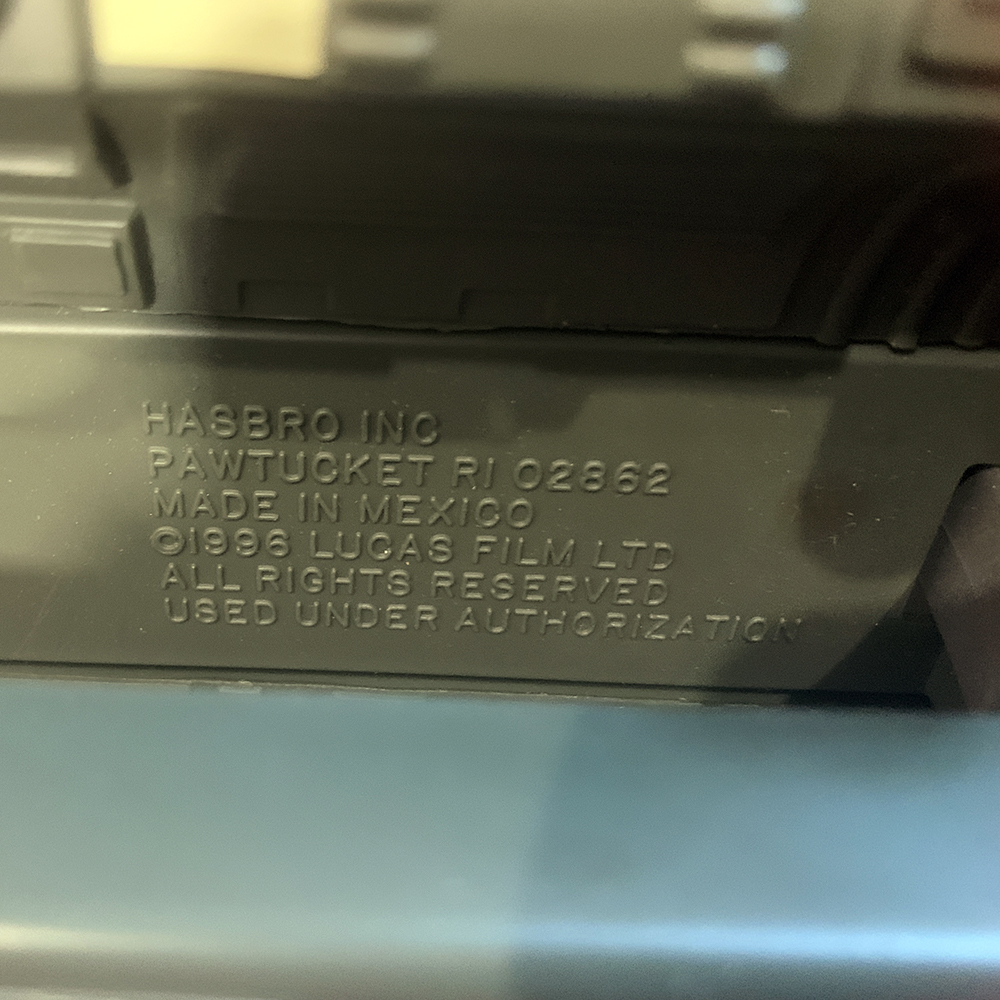 HASBRO INC
PAWTUCKET RI 02862
MADE IN MEXICO
©1996 LUCAS FILM LTD
ALL RIGHTS RESERVED
USED UNDER AUTHORIZATION